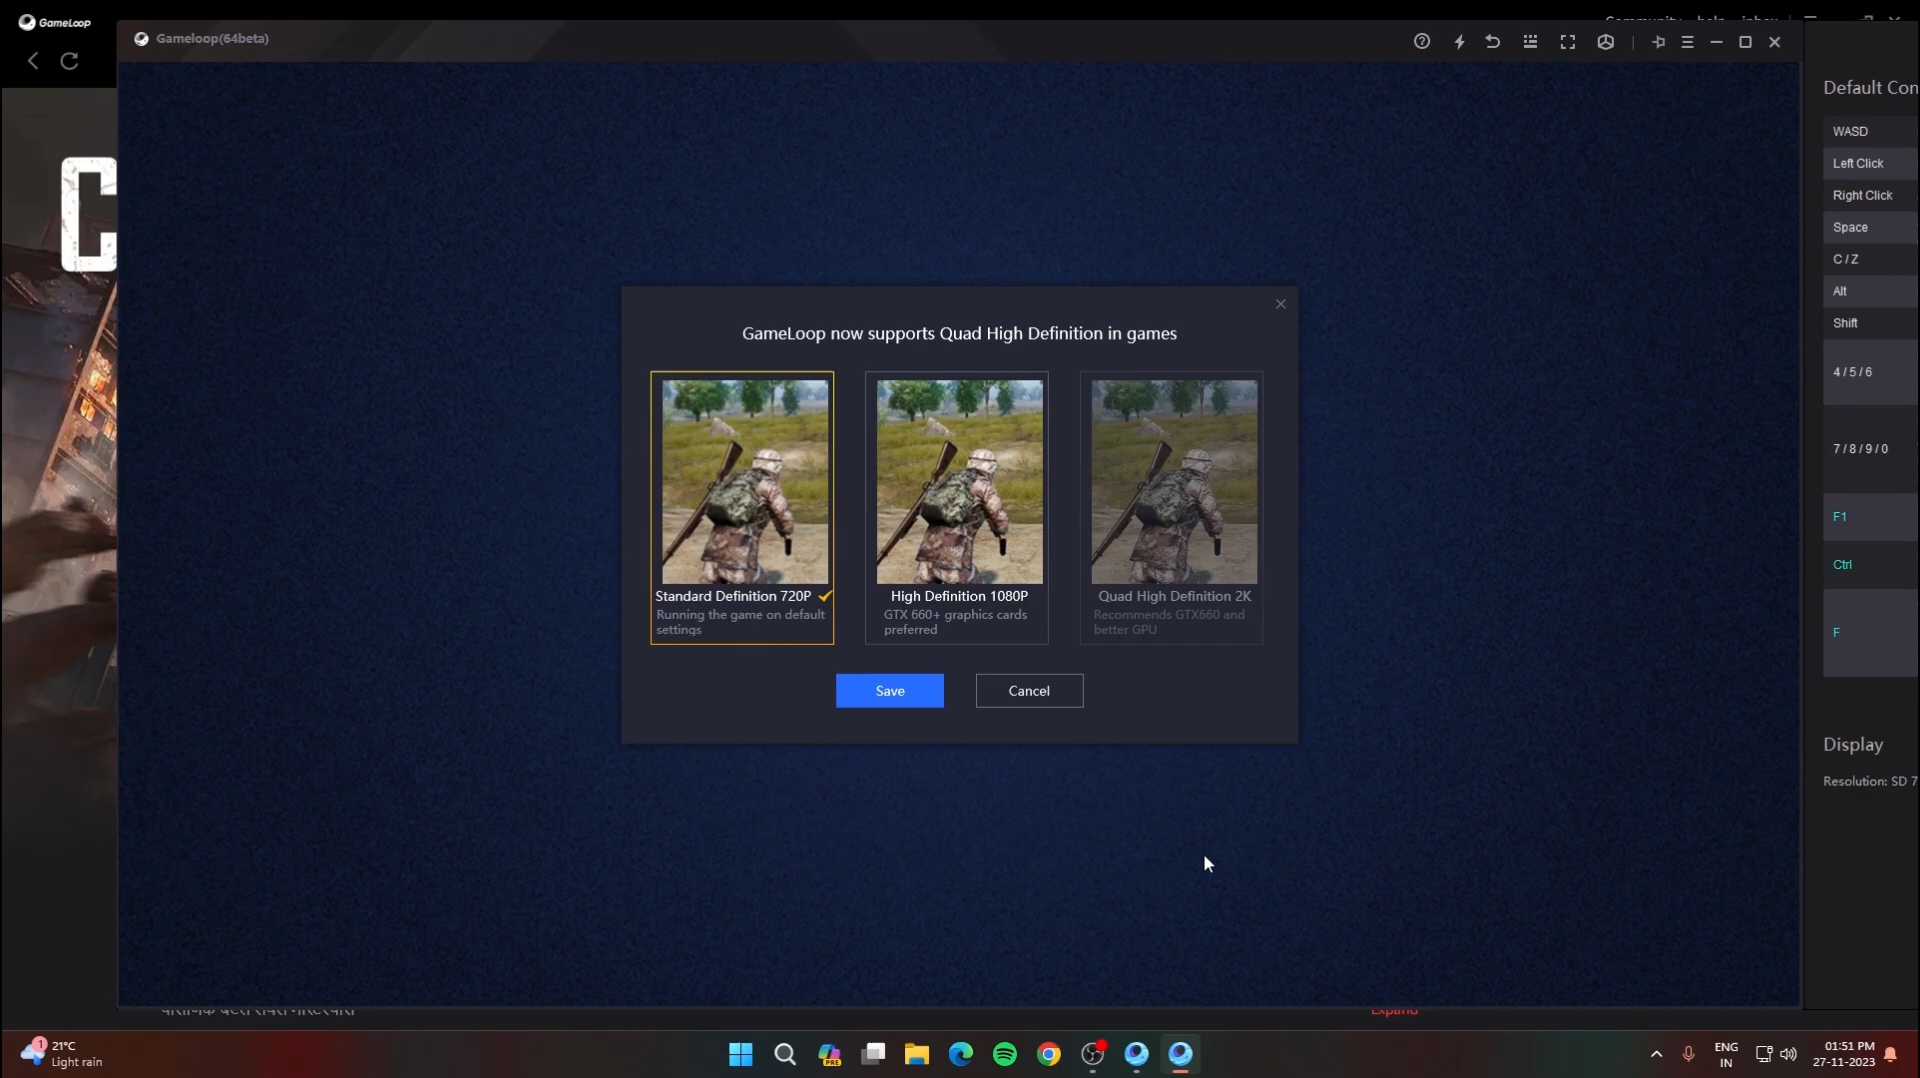 GameLoop
Gameloop(64beta)
Default Con
WASD
Left Click
Right Click
Space
C / Z
Alt
Shift
4 / 5 / 6
7 / 8 / 9 / 0
F1
Ctrl
F
Display
Resolution: SD 7
GameLoop now supports Quad High Definition in games
Standard Definition 720P
Running the game on default
settings
High Definition 1080P
GTX 660+ graphics cards
preferred
Quad High Definition 2K
Recommends GTX660 and
better GPU
Save
Cancel
Expand
1
21°C
Light rain
PRE
ENG
IN
01:51 PM
27-11-2023